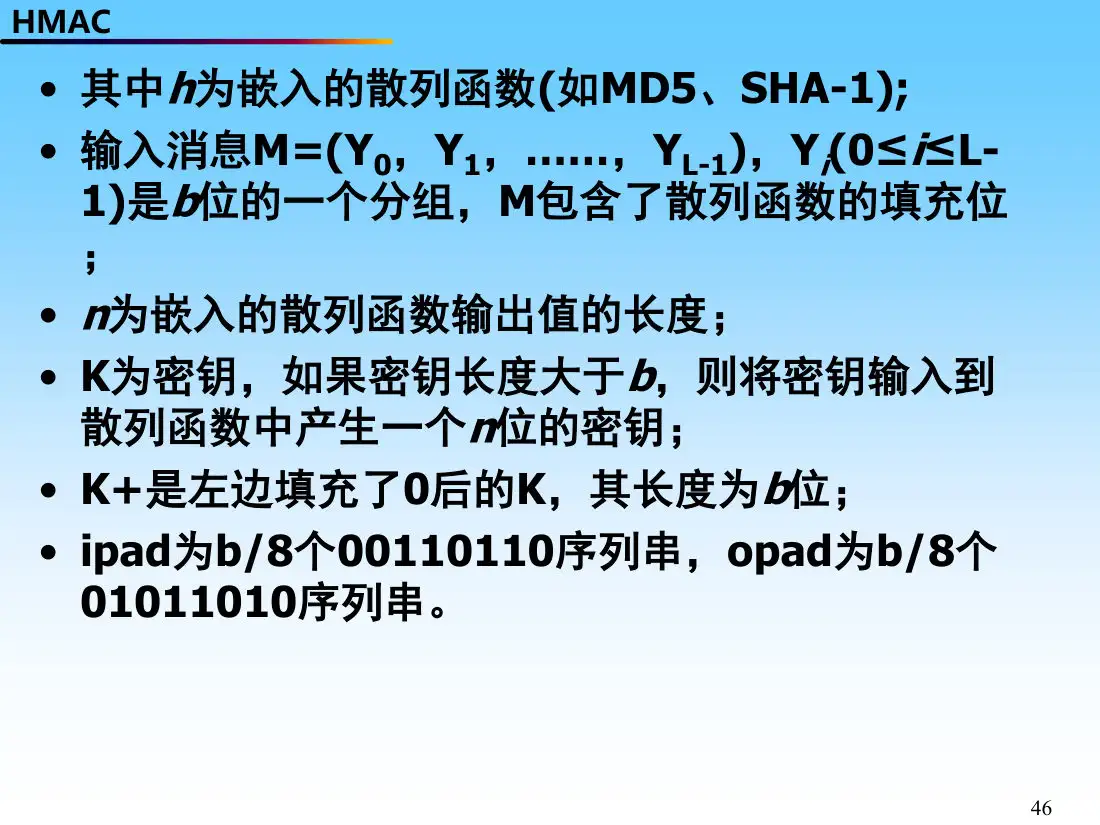 HMAC
• 其中h为嵌入的散列函数(如MD5、SHA-1);
• 输入消息M=(Y0，Y1，……，YL-1)，Yi(0≤i≤L-
1)是b位的一个分组，M包含了散列函数的填充位
；
• n为嵌入的散列函数输出值的长度；
• K为密钥，如果密钥长度大于b，则将密钥输入到
散列函数中产生一个n位的密钥；
• K+是左边填充了0后的K，其长度为b位；
• ipad为b/8个00110110序列串，opad为b/8个
01011010序列串。
46